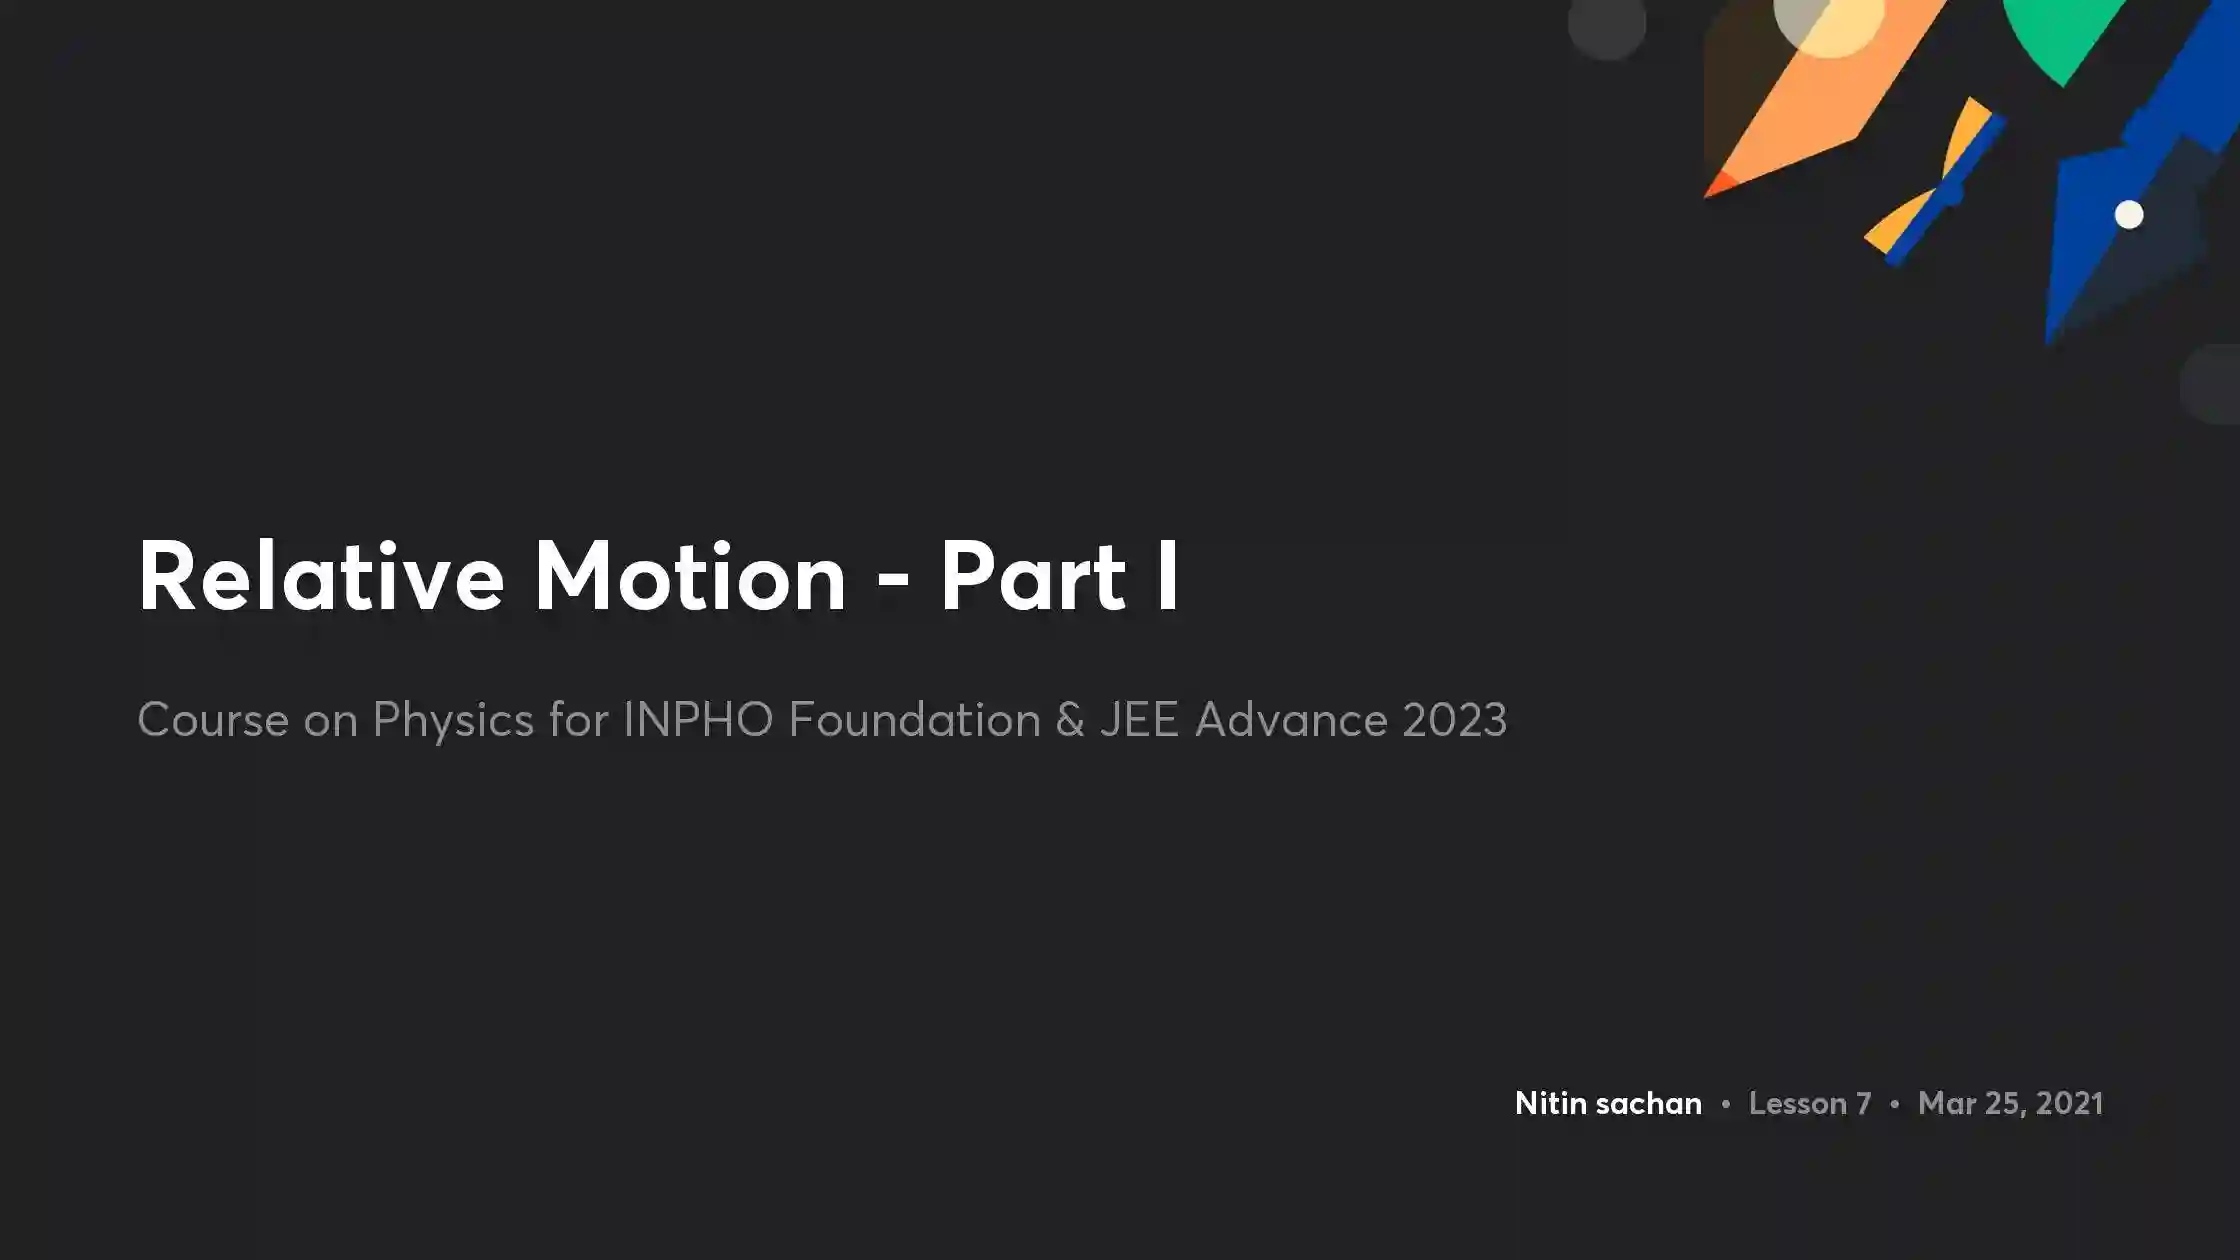 Relative Motion - Part I
Course on Physics for INPHO Foundation & JEE Advance 2023
Nitin sachan • Lesson 7 • Mar 25, 2021